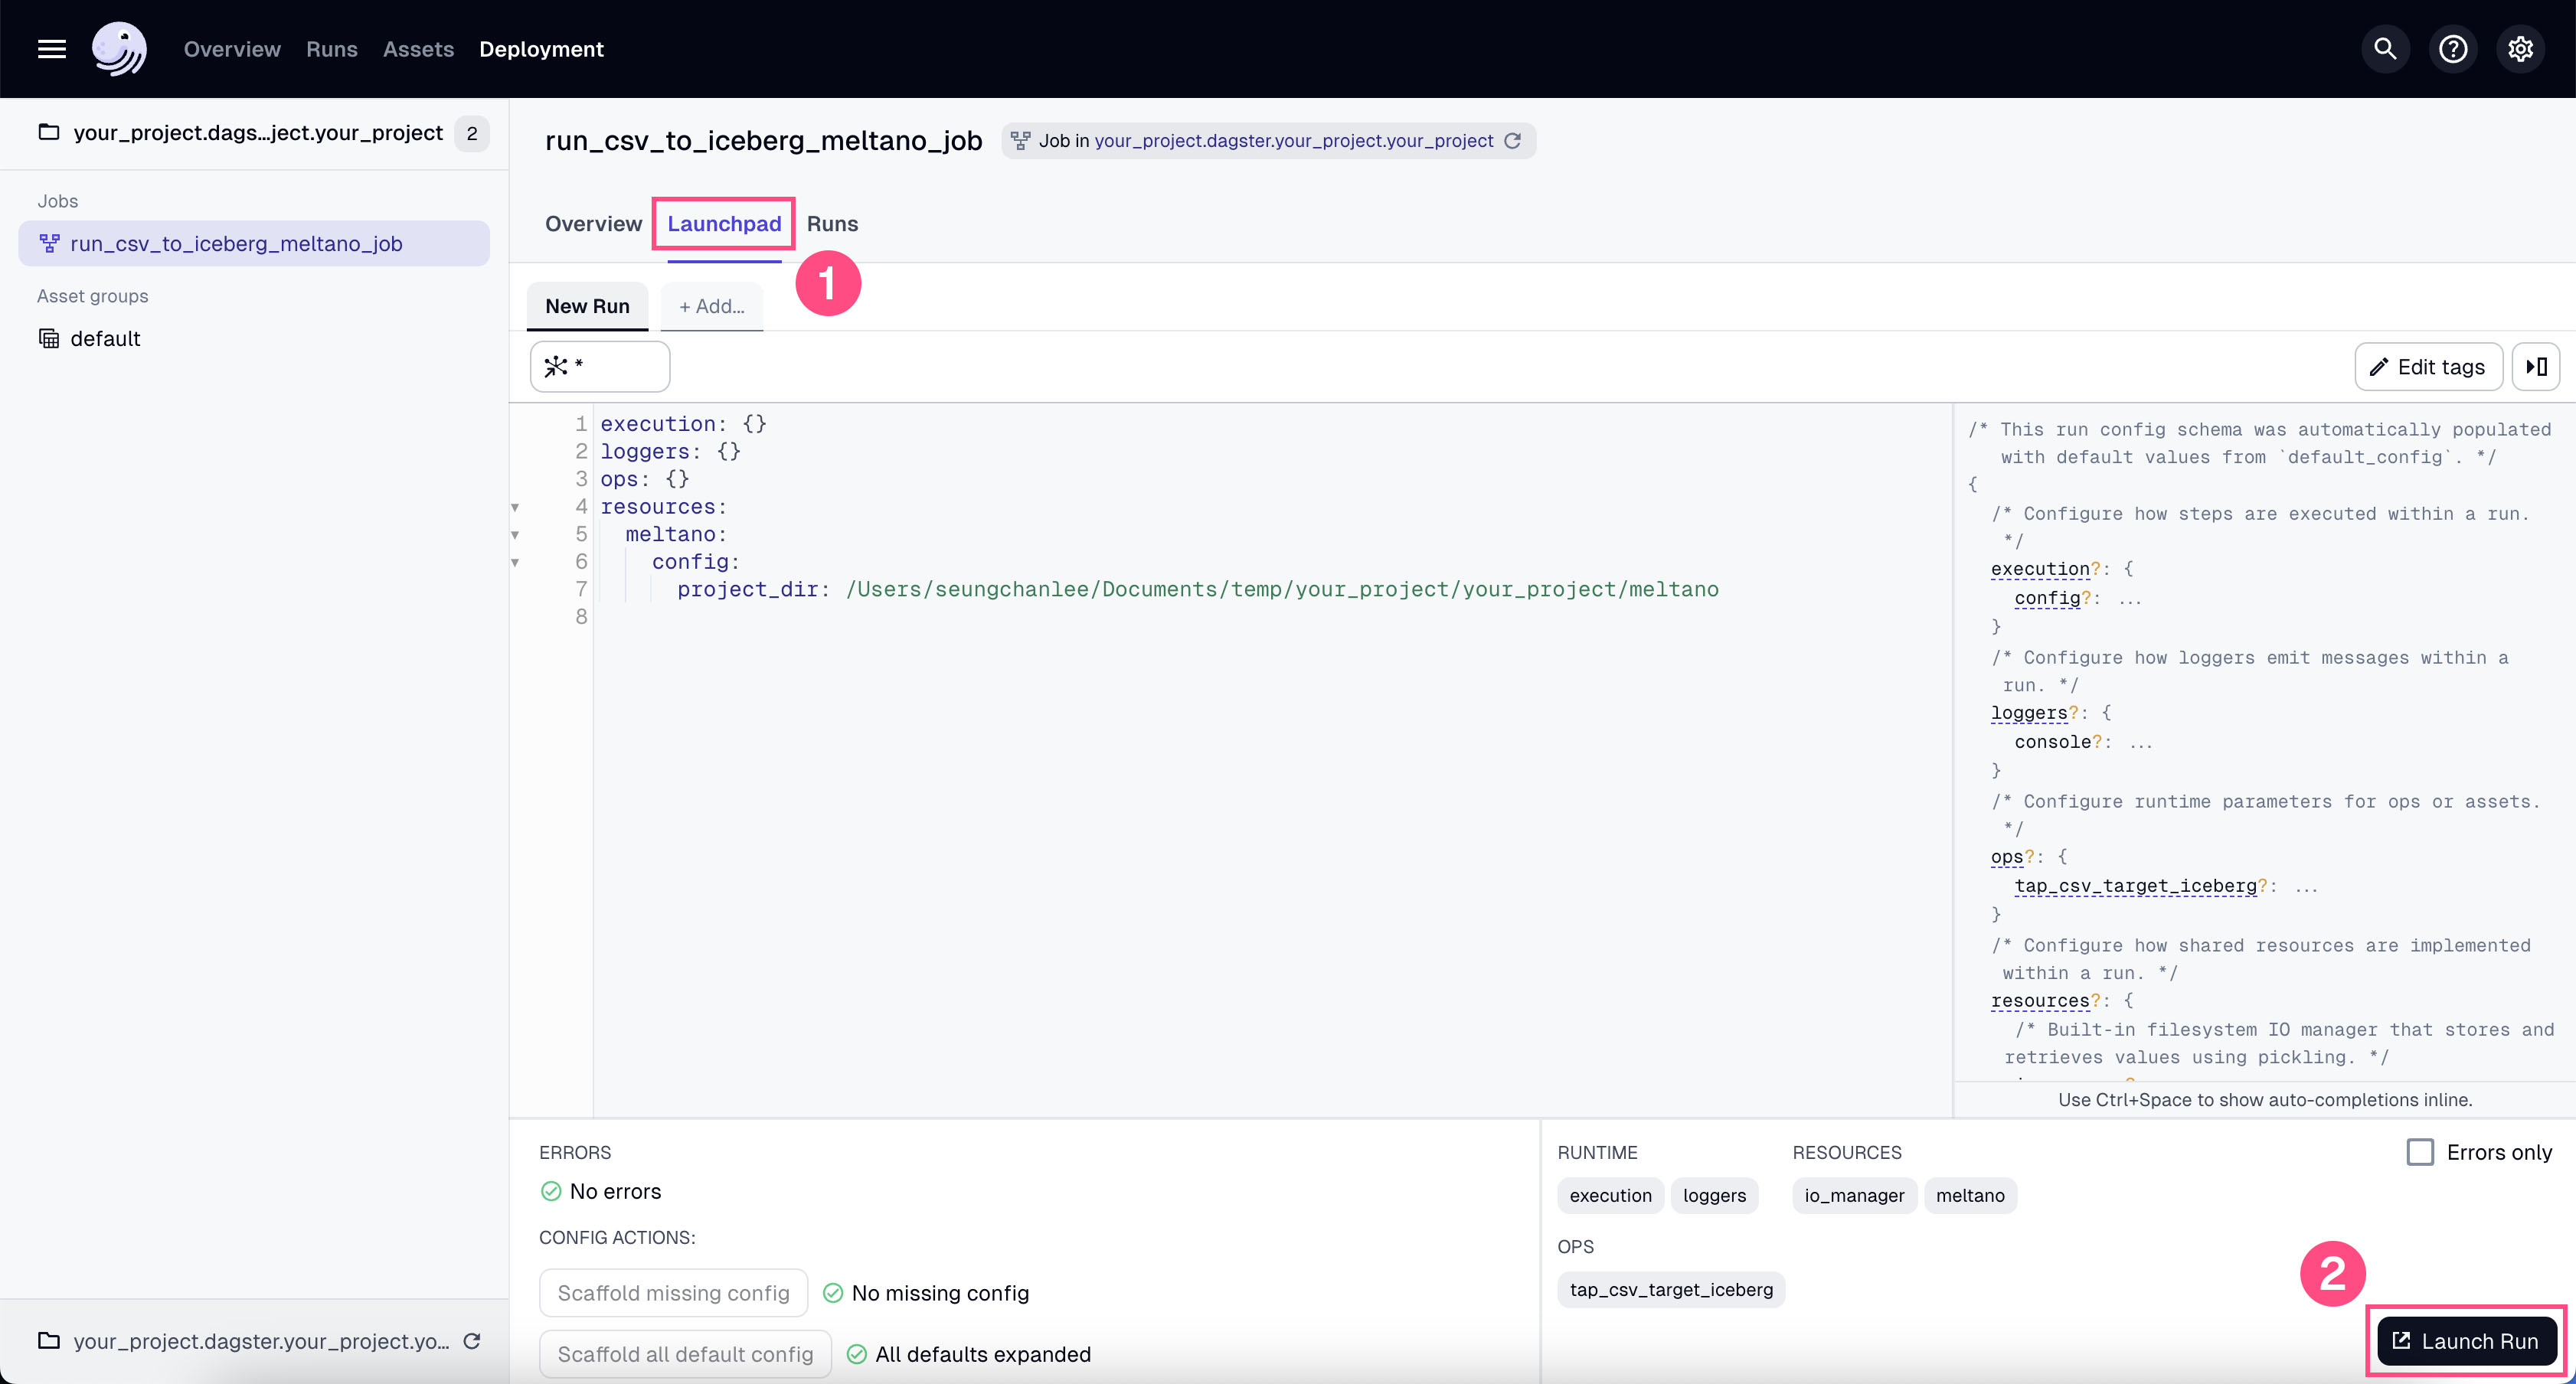 Overview Runs Assets Deployment
your_project.dags...ject.your_project 2
Jobs
run_csv_to_iceberg_meltano_job
Asset groups
default
your_project.dagster.your_project.yo...
run_csv_to_iceberg_meltano_job Job in your_project.dagster.your_project.your_project
Overview Launchpad Runs
1
New Run + Add...
*
Edit tags
1 execution: {}
2 loggers: {}
3 ops: {}
4 resources:
5 meltano:
6 config:
7 project_dir: /Users/seungchanlee/Documents/temp/your_project/your_project/meltano
8
/* This run config schema was automatically populated
with default values from `default_config`. */
{
/* Configure how steps are executed within a run.
*/
execution?: {
config?: ...
}
/* Configure how loggers emit messages within a
run. */
loggers?: {
console?: ...
}
/* Configure runtime parameters for ops or assets.
*/
ops?: {
tap_csv_target_iceberg?: ...
}
/* Configure how shared resources are implemented
within a run. */
resources?: {
/* Built-in filesystem IO manager that stores and
retrieves values using pickling. */
Use Ctrl+Space to show auto-completions inline.
ERRORS
No errors
CONFIG ACTIONS:
Scaffold missing config No missing config
Scaffold all default config All defaults expanded
RUNTIME
execution loggers
RESOURCES
io_manager meltano
Errors only
OPS
tap_csv_target_iceberg
2
Launch Run